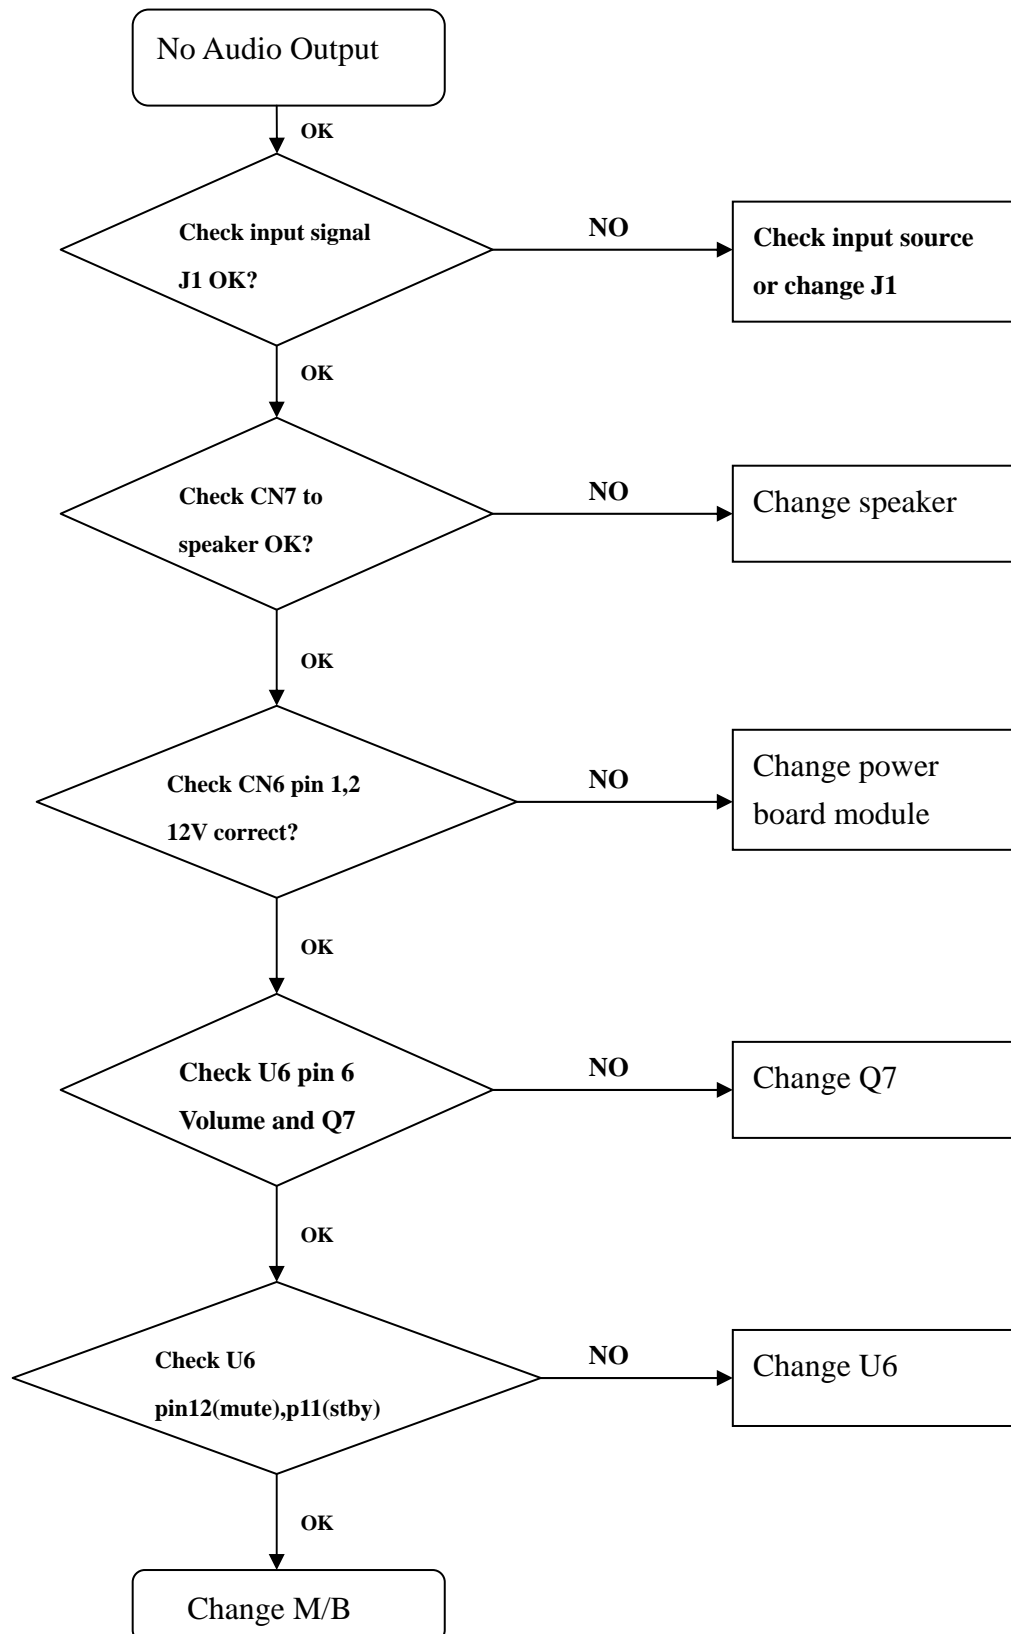 No Audio Output
OK
Check input signal
J1 OK?
NO
Check input source
or change J1
OK
Check CN7 to
speaker OK?
NO
Change speaker
OK
Check CN6 pin 1,2
12V correct?
NO
Change power
board module
OK
Check U6 pin 6
Volume and Q7
NO
Change Q7
OK
Check U6
pin12(mute),p11(stby)
NO
Change U6
OK
Change M/B